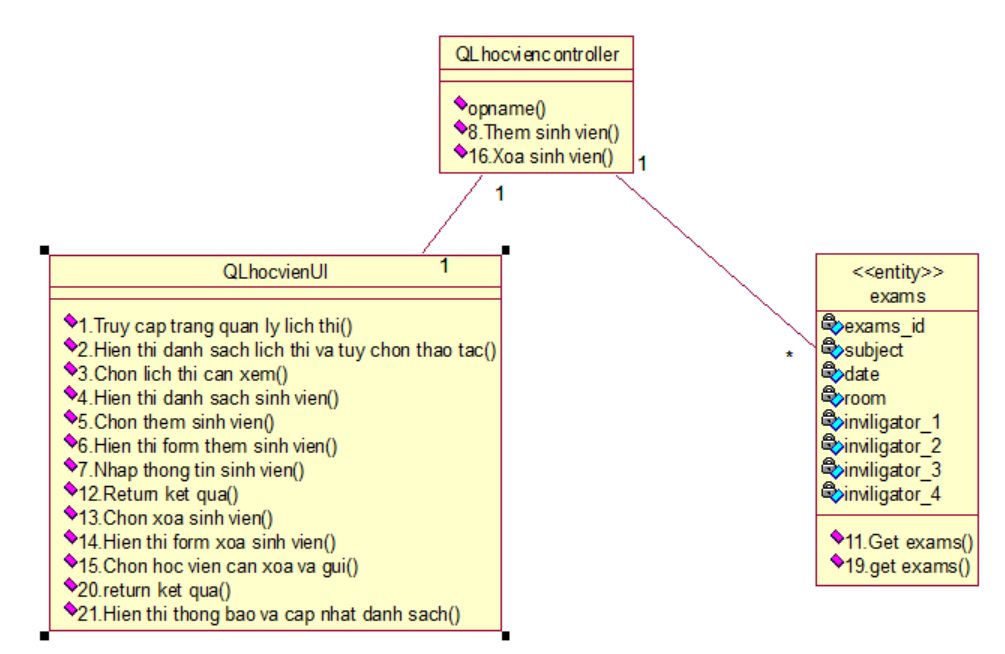 QLhocviencontroller
opname()
8.Them sinh vien()
16.Xoa sinh vien()
1
1
1
QLhocvienUI
1.Truy cap trang quan ly lich thi()
2.Hien thi danh sach lich thi va tuy chon thao tac()
3.Chon lich thi can xem()
4.Hien thi danh sach sinh vien()
5.Chon them sinh vien()
6.Hien thi form them sinh vien()
7.Nhap thong tin sinh vien()
12.Return ket qua()
13.Chon xoa sinh vien()
14.Hien thi form xoa sinh vien()
15.Chon hoc vien can xoa va gui()
20.return ket qua()
21.Hien thi thong bao va cap nhat danh sach()
*
<<entity>>
exams
exams_id
subject
date
room
inviligator_1
inviligator_2
inviligator_3
inviligator_4
11.Get exams()
19.get exams()